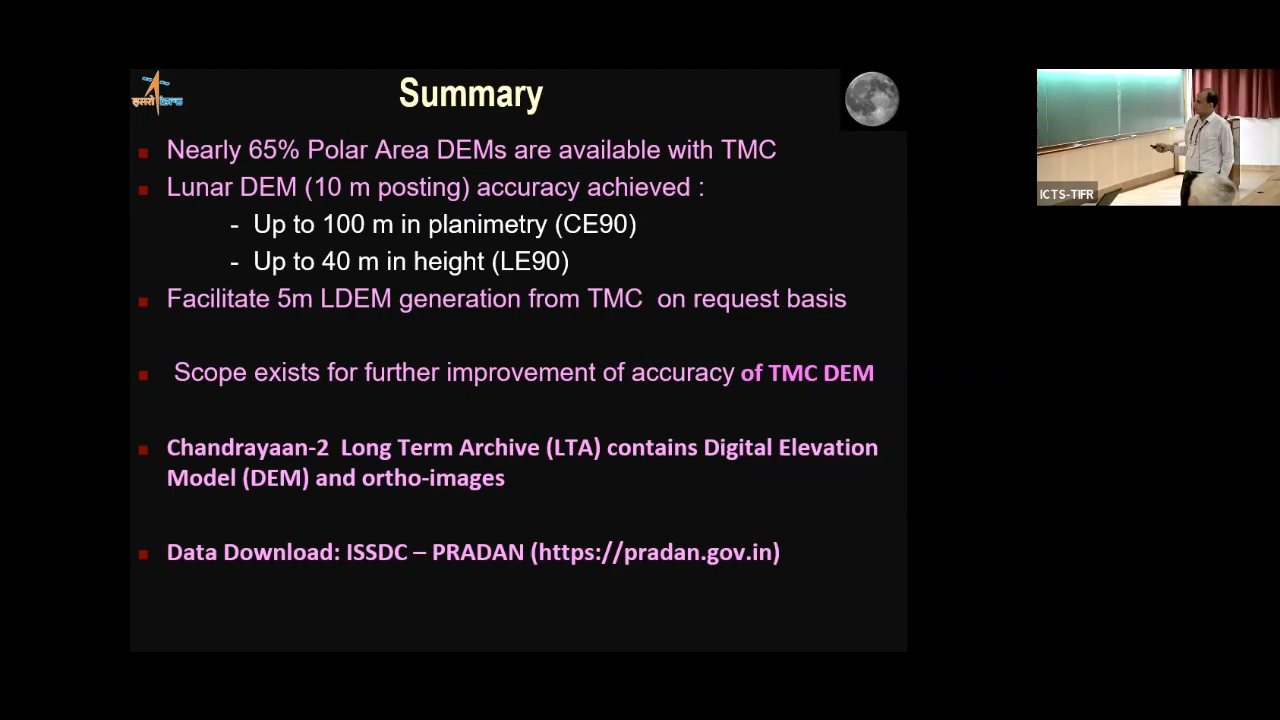 Summary
इसरो isro
Nearly 65% Polar Area DEMs are available with TMC
Lunar DEM (10 m posting) accuracy achieved :
- Up to 100 m in planimetry (CE90)
- Up to 40 m in height (LE90)
Facilitate 5m LDEM generation from TMC on request basis
Scope exists for further improvement of accuracy of TMC DEM
Chandrayaan-2 Long Term Archive (LTA) contains Digital Elevation
Model (DEM) and ortho-images
Data Download: ISSDC – PRADAN (https://pradan.gov.in)
ICTS-TIFR